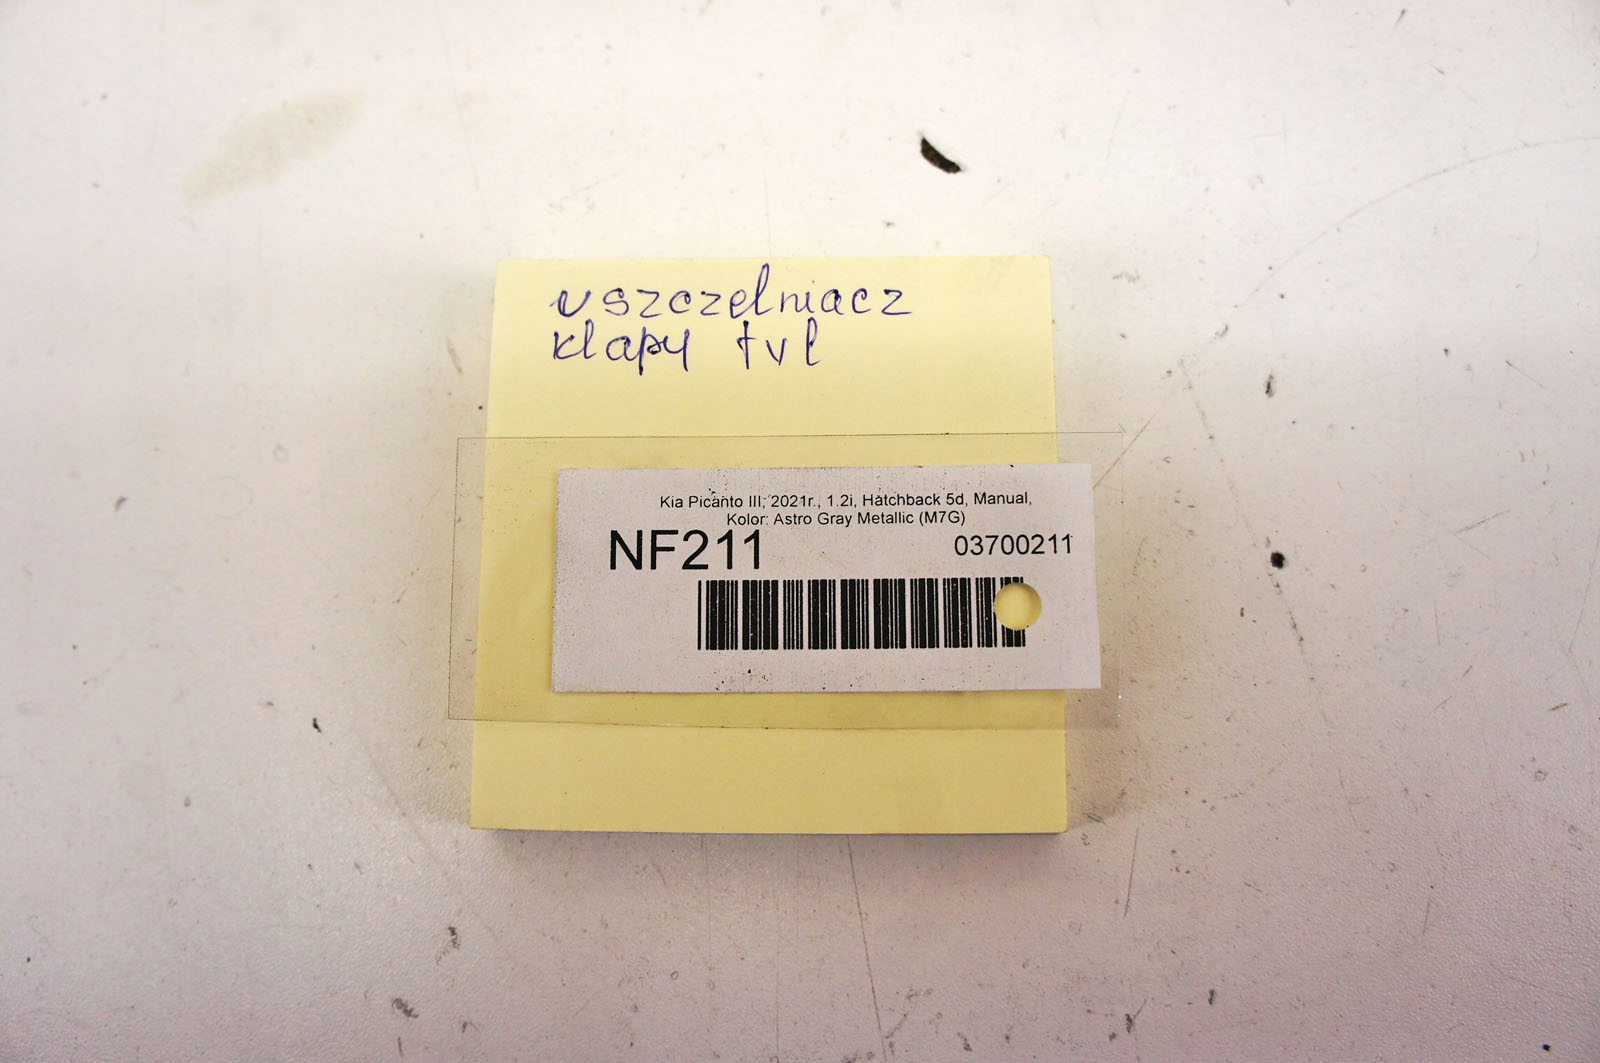 uszczelniacz
klapy tyl
Kia Picanto III, 2021r., 1.2i, Hatchback 5d, Manual,
Kolor: Astro Gray Metallic (M7G)
NF211
03700211